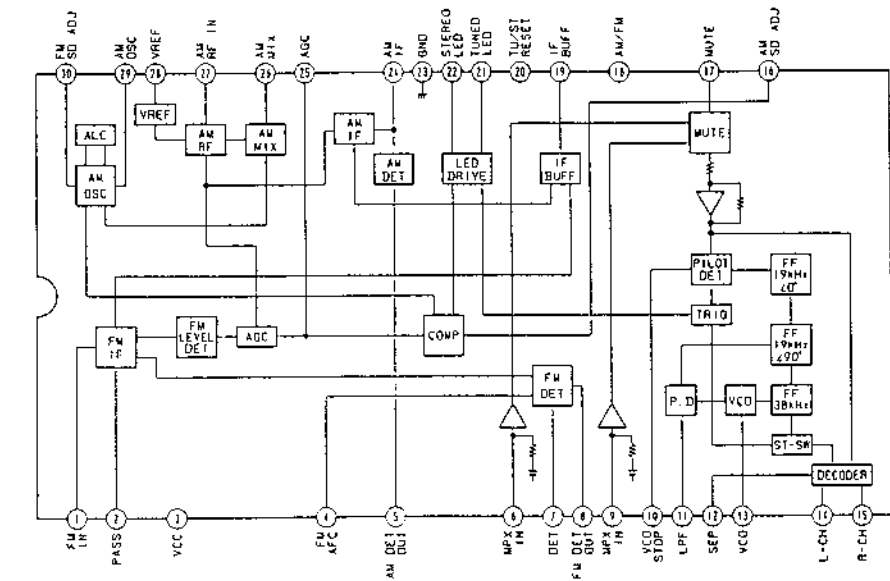 FM
SD ADJ
AM
OSC
VREF
AM
RF IN
AM
MIX
AGC
AM
IF
GND
STEREO
LED
TUNED
LED
TU/ST
RESET
IF
BUFF
AM/FM
MUTE
AM
SD ADJ
30
29
28
27
26
25
24
23
22
21
20
19
18
17
16
VREF
ALC
AM
RF
AM
MIX
AM
IF
MUTE
AM
OSC
AM
DET
LED
DRIVE
IF
BUFF
PILOT
DET
FF
19kHz
∠0°
TRIG
FM
IF
FM
LEVEL
DET
AGC
COMP
FF
19kHz
∠90°
FM
DET
P.D
VCO
FF
38kHz
ST-SW
DECODER
1
2
3
4
5
6
7
8
9
10
11
12
13
14
15
FM
IN
PASS
VCC
FM
AFC
AM DET
OUT
MPX
IN
DET
FM DET
OUT
MPX
IN
VCO
STOP
LPF
SEP
VCO
L-CH
R-CH